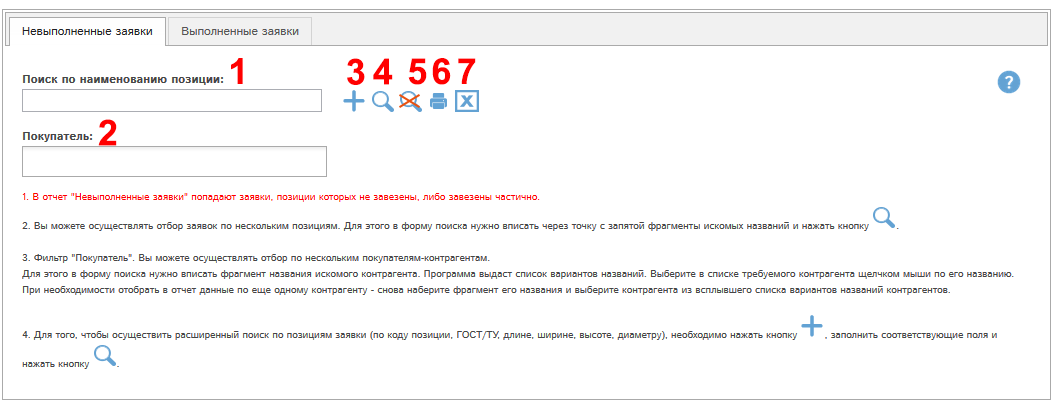 Невыполненные заявки Выполненные заявки
Поиск по наименованию позиции: 1 3 4 5 6 7
?
Покупатель: 2
1. В отчет "Невыполненные заявки" попадают заявки, позиции которых не завезены, либо завезены частично.
2. Вы можете осуществлять отбор заявок по нескольким позициям. Для этого в форму поиска нужно вписать через точку с запятой фрагменты искомых названий и нажать кнопку .
3. Фильтр "Покупатель". Вы можете осуществлять отбор по нескольким покупателям-контрагентам.
Для этого в форму поиска нужно вписать фрагмент названия искомого контрагента. Программа выдаст список вариантов названий. Выберите в списке требуемого контрагента щелчком мыши по его названию.
При необходимости отобрать в отчет данные по еще одному контрагенту - снова наберите фрагмент его названия и выберите контрагента из всплывшего списка вариантов названий контрагентов.
4. Для того, чтобы осуществить расширенный поиск по позициям заявки (по коду позиции, ГОСТ/ТУ, длине, ширине, высоте, диаметру), необходимо нажать кнопку , заполнить соответствующие поля и
нажать кнопку .